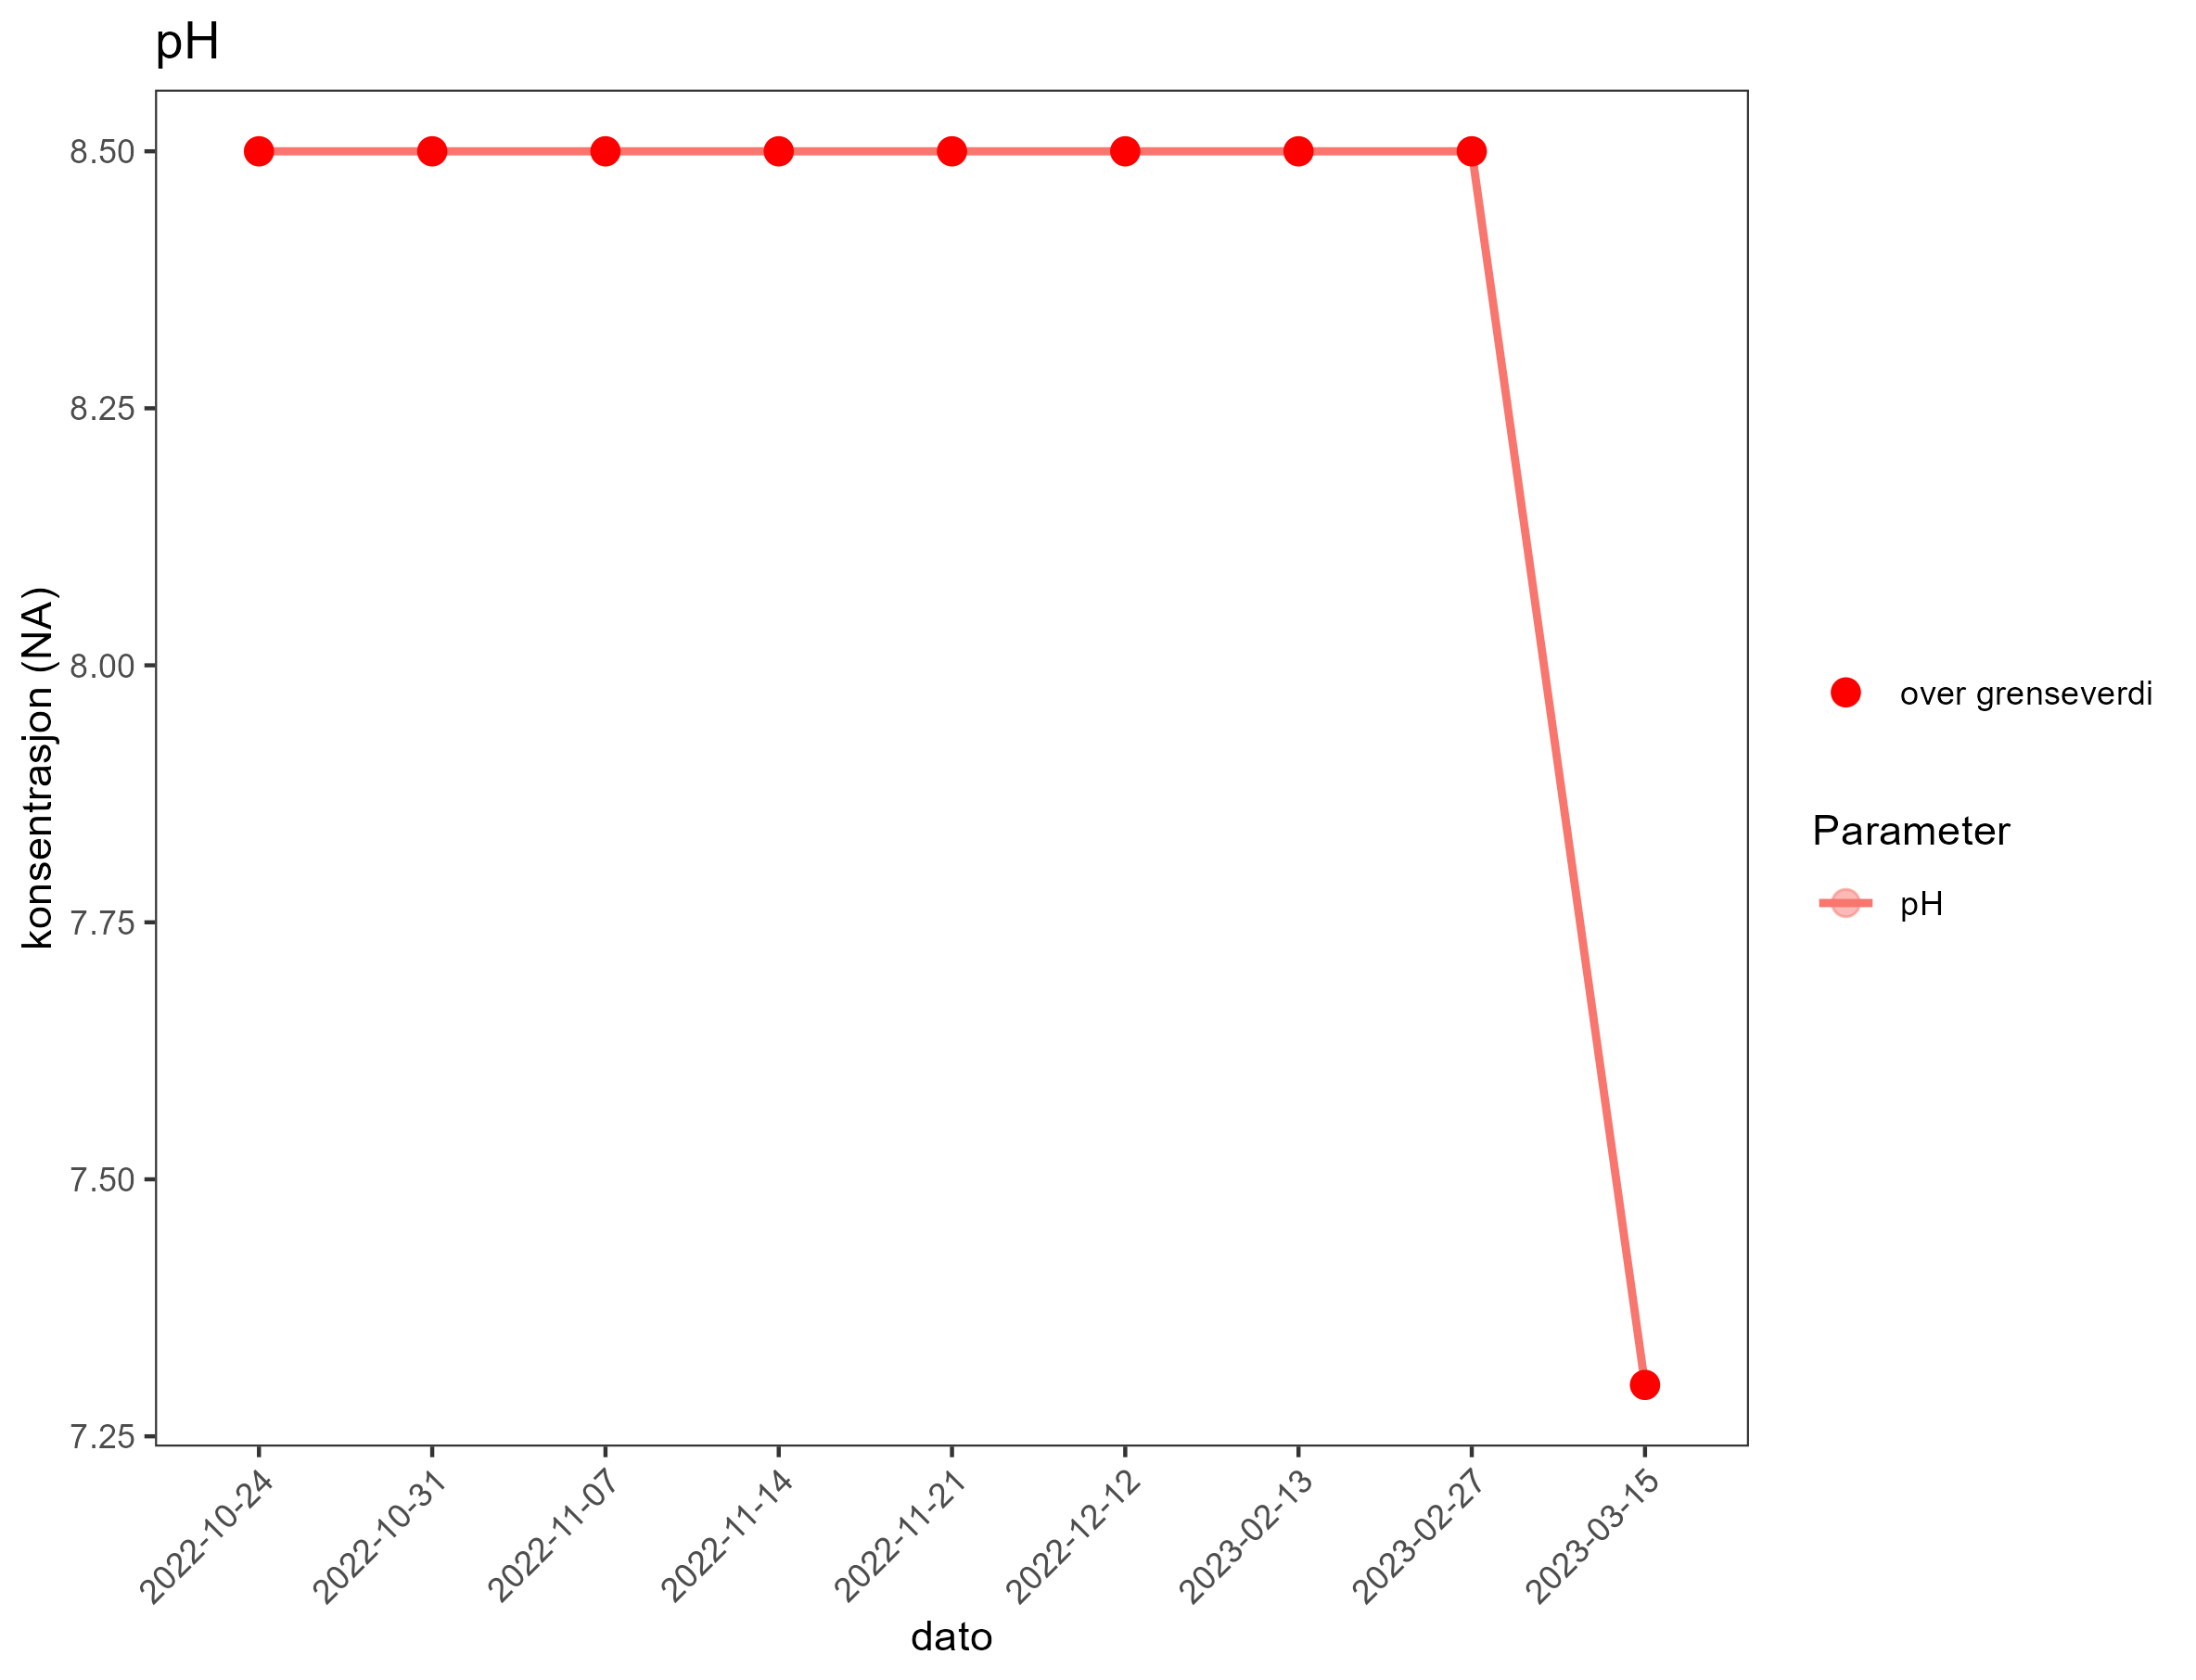 pH
konsentrasjon (NA)
8.50
8.25
8.00
7.75
7.50
7.25
2022-10-24
2022-10-31
2022-11-07
2022-11-14
2022-11-21
2022-12-12
2023-02-13
2023-02-27
2023-03-15
dato
over grenseverdi
Parameter
pH